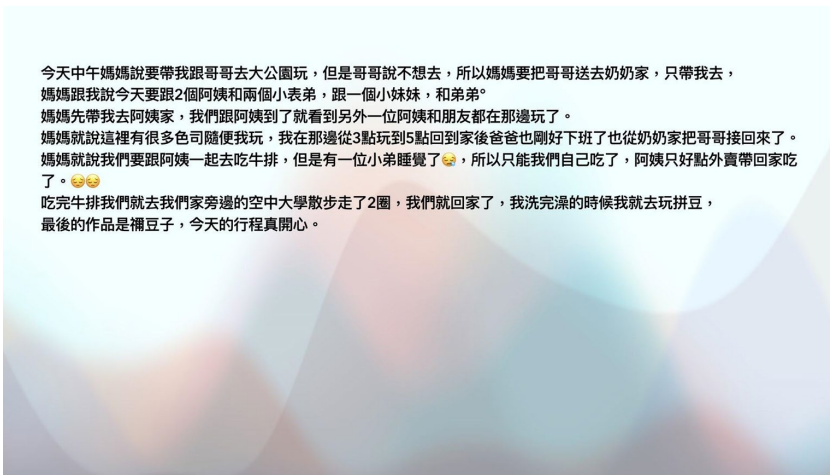 今天中午媽媽說要帶我跟哥哥去大公園玩，但是哥哥說不想去，所以媽媽要把哥哥送去奶奶家，只帶我去，
媽媽跟我說今天要跟2個阿姨和兩個小表弟，跟一個小妹妹，和弟弟°
媽媽先帶我去阿姨家，我們跟阿姨到了就看到另外一位阿姨和朋友都在那邊玩了。
媽媽就說這裡有很多色司隨便我玩，我在那邊從3點玩到5點回到家後爸爸也剛好下班了也從奶奶家把哥哥接回來了。
媽媽就說我們要跟阿姨一起去吃牛排，但是有一位小弟睡覺了😪，所以只能我們自己吃了，阿姨只好點外賣帶回家吃
了。😔😔
吃完牛排我們就去我們家旁邊的空中大學散步走了2圈，我們就回家了，我洗完澡的時候我就去玩拼豆，
最後的作品是禰豆子，今天的行程真開心。